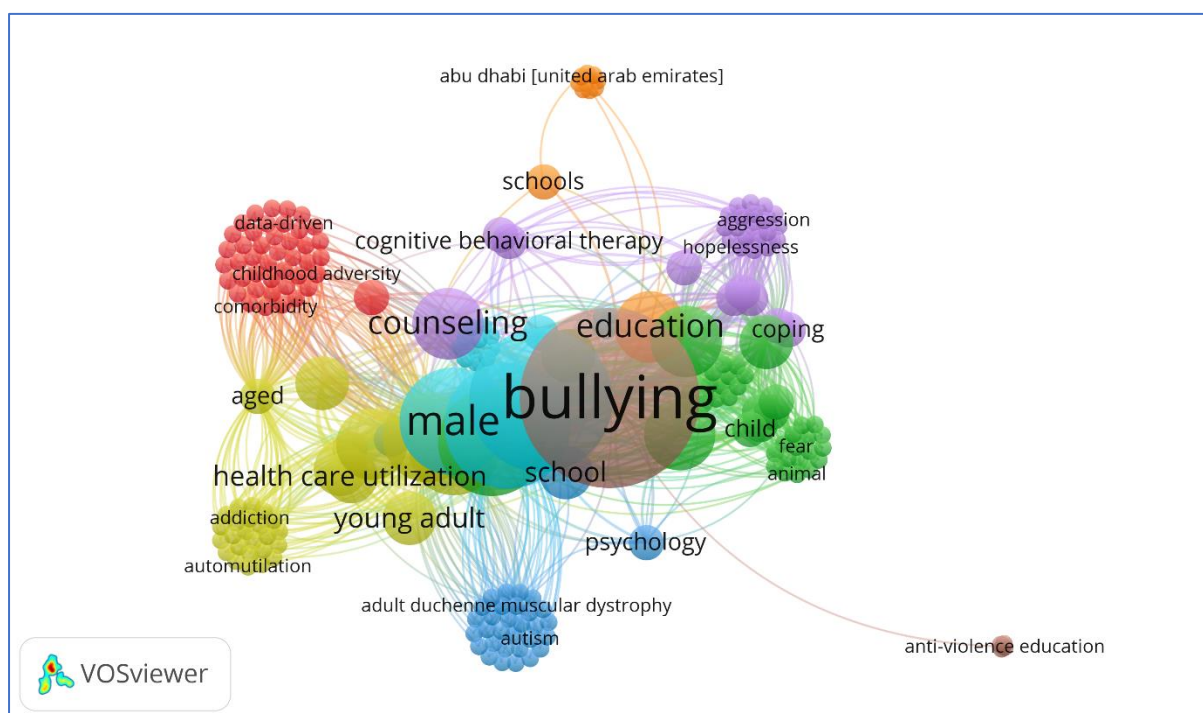 abu dhabi [united arab emirates]
schools
aggression
data-driven
cognitive behavioral therapy
hopelessness
childhood adversity
comorbidity
counseling
education
coping
aged
bullying
male
child
fear
school
animal
health care utilization
addiction
young adult
psychology
automutilation
adult duchenne muscular dystrophy
autism
anti-violence education
VOSviewer